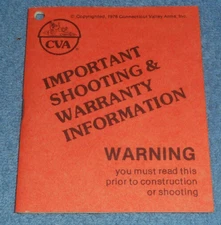 © Copyrighted, 1978 Connecticut Valley Arms, Inc.
CVA
IMPORTANT
SHOOTING &
WARRANTY
INFORMATION
WARNING
you must read this
prior to construction
or shooting